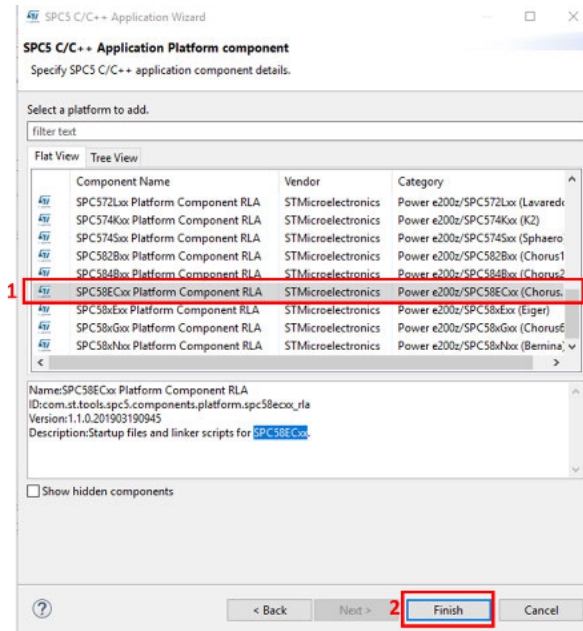 SPC5 C/C++ Application Wizard
SPC5 C/C++ Application Platform component
Specify SPC5 C/C++ application component details.
Select a platform to add.
filter text
Flat View Tree View
Component Name Vendor Category
SPC572Lxx Platform Component RLA STMicroelectronics Power e200z/SPC572Lxx (Lavaredo
SPC574Kxx Platform Component RLA STMicroelectronics Power e200z/SPC574Kxx (K2)
SPC574Sxx Platform Component RLA STMicroelectronics Power e200z/SPC574Sxx (Sphaero
SPC582Bxx Platform Component RLA STMicroelectronics Power e200z/SPC582Bxx (Chorus1
SPC584Bxx Platform Component RLA STMicroelectronics Power e200z/SPC584Bxx (Chorus2
1 SPC58ECxx Platform Component RLA STMicroelectronics Power e200z/SPC58ECxx (Chorus.
SPC58xExx Platform Component RLA STMicroelectronics Power e200z/SPC58xExx (Eiger)
SPC58xGxx Platform Component RLA STMicroelectronics Power e200z/SPC58xGxx (Chorus6
SPC58xNxx Platform Component RLA STMicroelectronics Power e200z/SPC58xNxx (Bernina)
Name:SPC58ECxx Platform Component RLA
ID:com.st.tools.spc5.components.platform.spc58ecxx_rla
Version:1.1.0.201903190945
Description:Startup files and linker scripts for SPC58ECxx.
Show hidden components
? < Back Next > 2 Finish Cancel